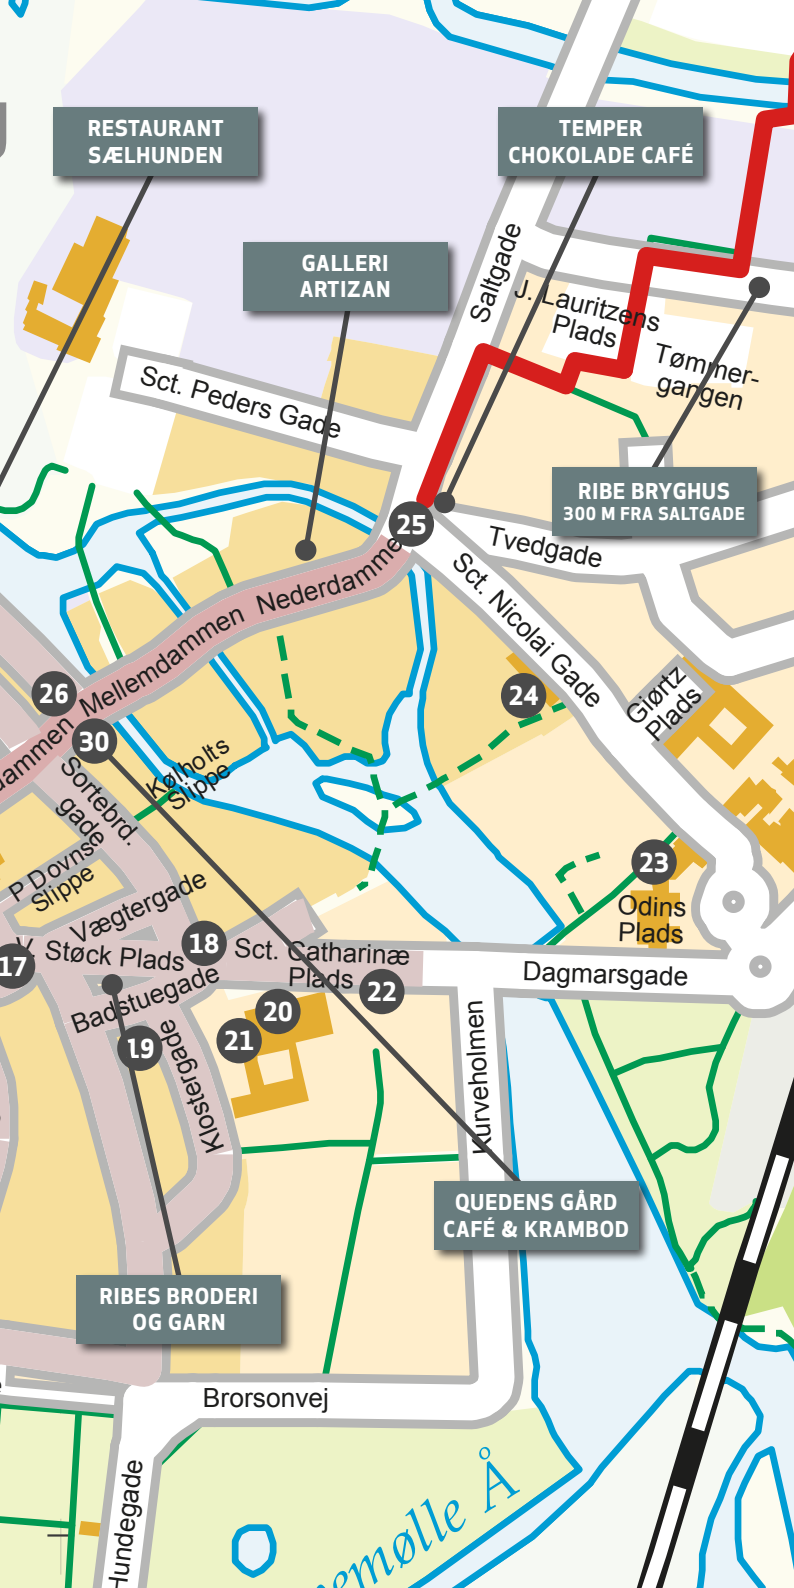 RESTAURANT
SÆLHUNDEN
TEMPER
CHOKOLADE CAFÉ
GALLERI
ARTIZAN
Saltgade
J. Lauritzens
Plads
Tømmer-
gangen
Sct. Peders Gade
RIBE BRYGHUS
300 M FRA SALTGADE
25
Tvedgade
Nederdammen
Sct. Nicolai Gade
Mellemdammen
26
24
Giørtz
Plads
30
Sortebrd.
gade
Kølholts
Slippe
P Dovns
Slippe
23
Vægtergade
Odins
Plads
17
V. Støck Plads
18
Sct. Catharinæ
Plads
Dagmarsgade
22
Badstuegade
20
21
19
Klostergade
Kurveholmen
QUEDENS GÅRD
CAFÉ & KRAMBOD
RIBES BRODERI
OG GARN
Brorsonvej
Hundegade
emølle Å